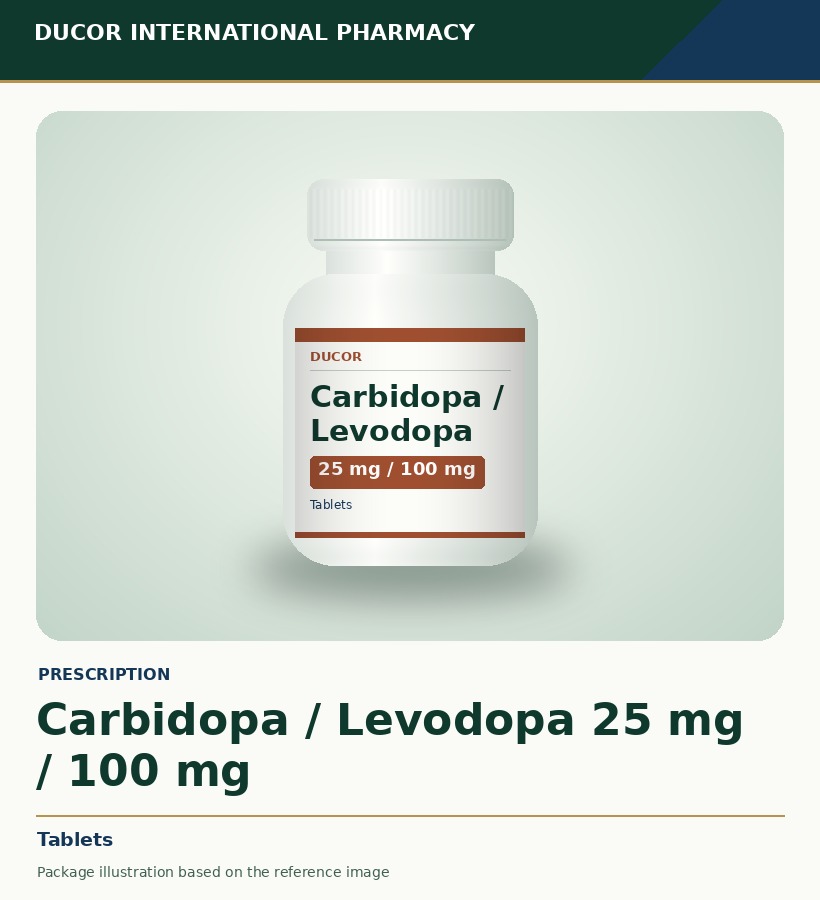 DUCOR INTERNATIONAL PHARMACY
DUCOR
Carbidopa /
Levodopa
25 mg / 100 mg
Tablets
PRESCRIPTION
Carbidopa / Levodopa 25 mg
/ 100 mg
Tablets
Package illustration based on the reference image